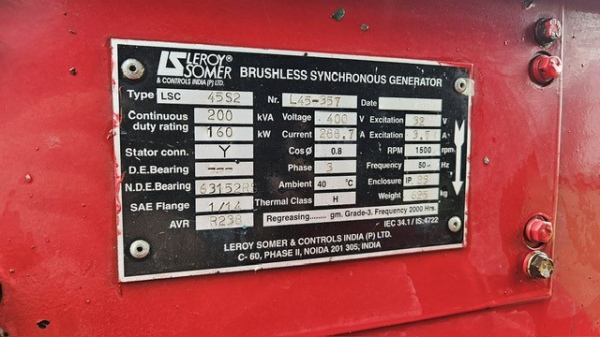 LS LEROY® SOMER
& CONTROLS INDIA (P) LTD.
BRUSHLESS SYNCHRONOUS GENERATOR
Type LSC 45S2 Nr. L45-357 Date
Continuous duty rating 200 kVA Voltage 400 V Excitation 39 V
160 kW Current 288.7 A Excitation A
Stator conn. Y Cos Ø 0.8 RPM 1500 rpm
D.E.Bearing --- Phase 3 Frequency 50~ Hz
N.D.E.Bearing 63152RS Ambient 40 °C Enclosure IP 23
SAE Flange 1/14 Thermal Class H Weight kg
AVR R238 Regreasing........ gm. Grade-3, Frequency 2000 Hrs.
IEC 34.1 / IS:4722
LEROY SOMER & CONTROLS INDIA (P) LTD.
C- 60, PHASE II, NOIDA 201 305; INDIA